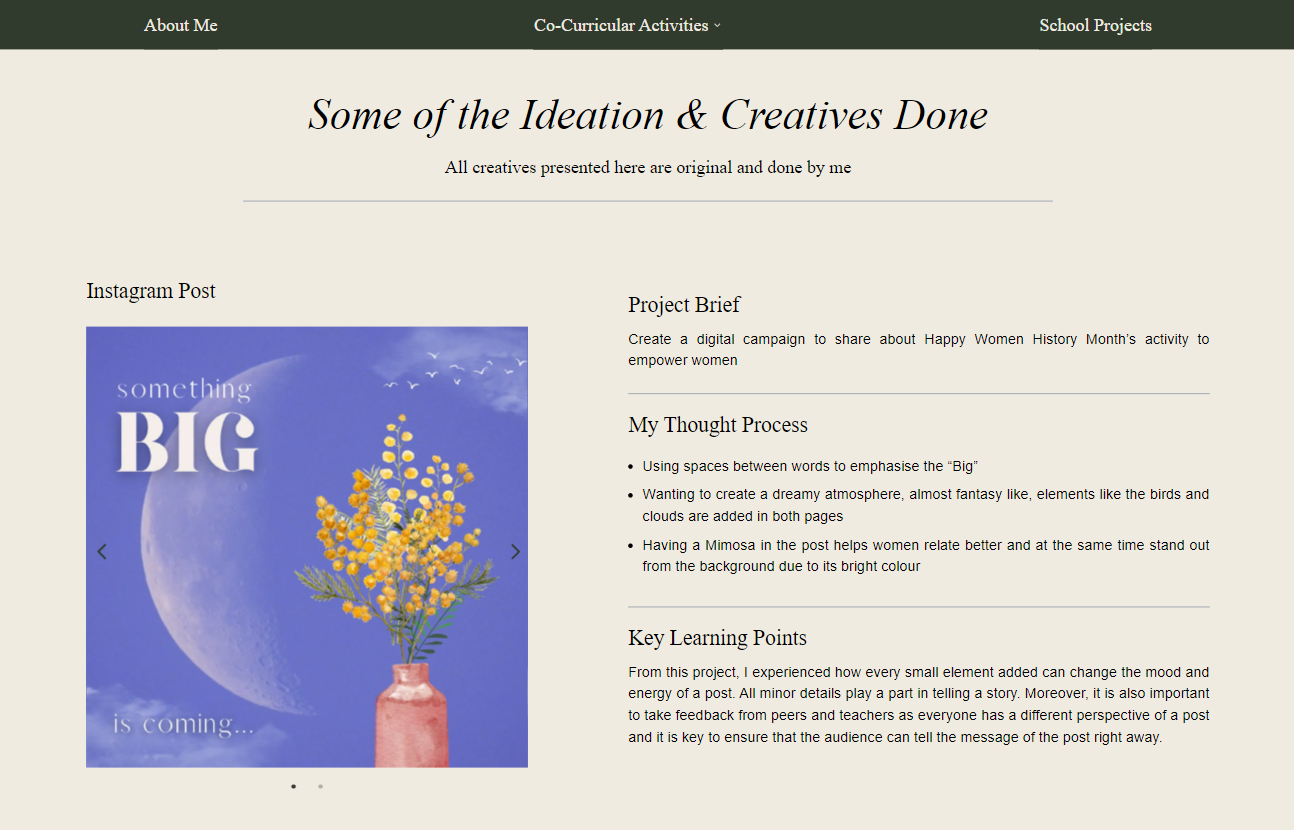 About Me
Co-Curricular Activities
School Projects
Some of the Ideation & Creatives Done
All creatives presented here are original and done by me
Instagram Post
something
BIG
is coming...
Project Brief
Create a digital campaign to share about Happy Women History Month’s activity to
empower women
My Thought Process
• Using spaces between words to emphasise the “Big”
• Wanting to create a dreamy atmosphere, almost fantasy like, elements like the birds and
clouds are added in both pages
• Having a Mimosa in the post helps women relate better and at the same time stand out
from the background due to its bright colour
Key Learning Points
From this project, I experienced how every small element added can change the mood and
energy of a post. All minor details play a part in telling a story. Moreover, it is also important
to take feedback from peers and teachers as everyone has a different perspective of a post
and it is key to ensure that the audience can tell the message of the post right away.